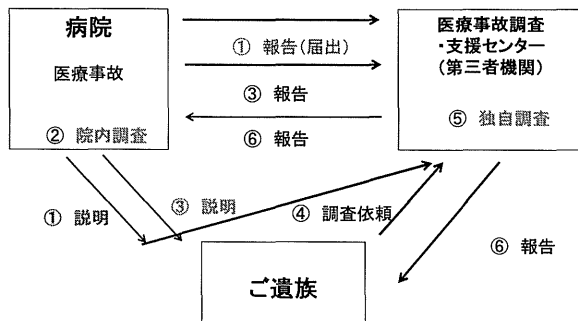 病院
医療事故
② 院内調査
① 報告(届出)
③ 報告
⑥ 報告
医療事故調査
・支援センター
(第三者機関)
⑤ 独自調査
① 説明
③ 説明
④ 調査依頼
⑥ 報告
ご遺族